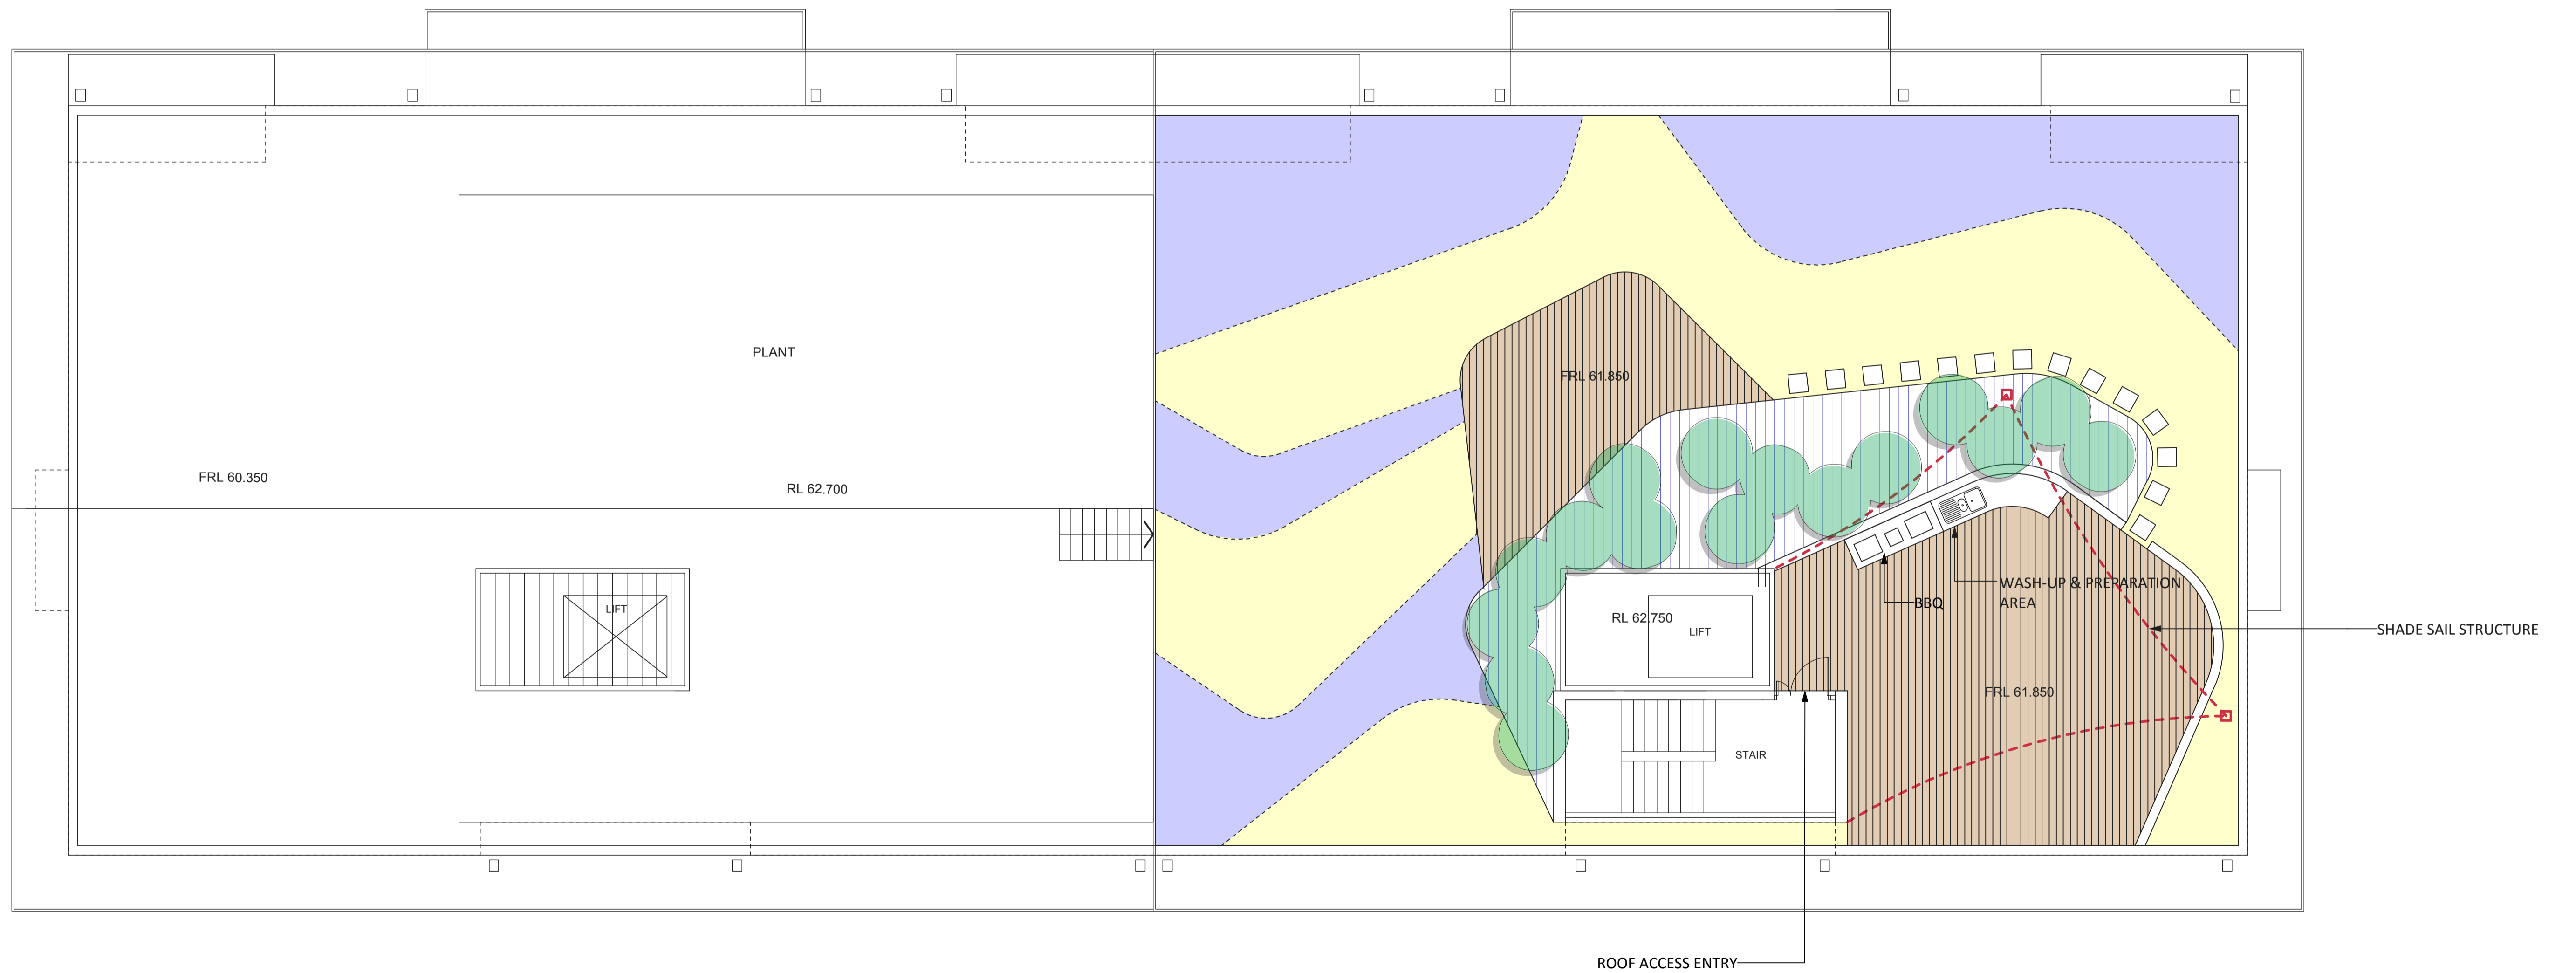 PLANT
FRL 61.850
FRL 60.350
RL 62.700
WASH-UP & PREPARATION
AREA
BBQ
LIFT
RL 62.750
LIFT
SHADE SAIL STRUCTURE
FRL 61.850
STAIR
ROOF ACCESS ENTRY